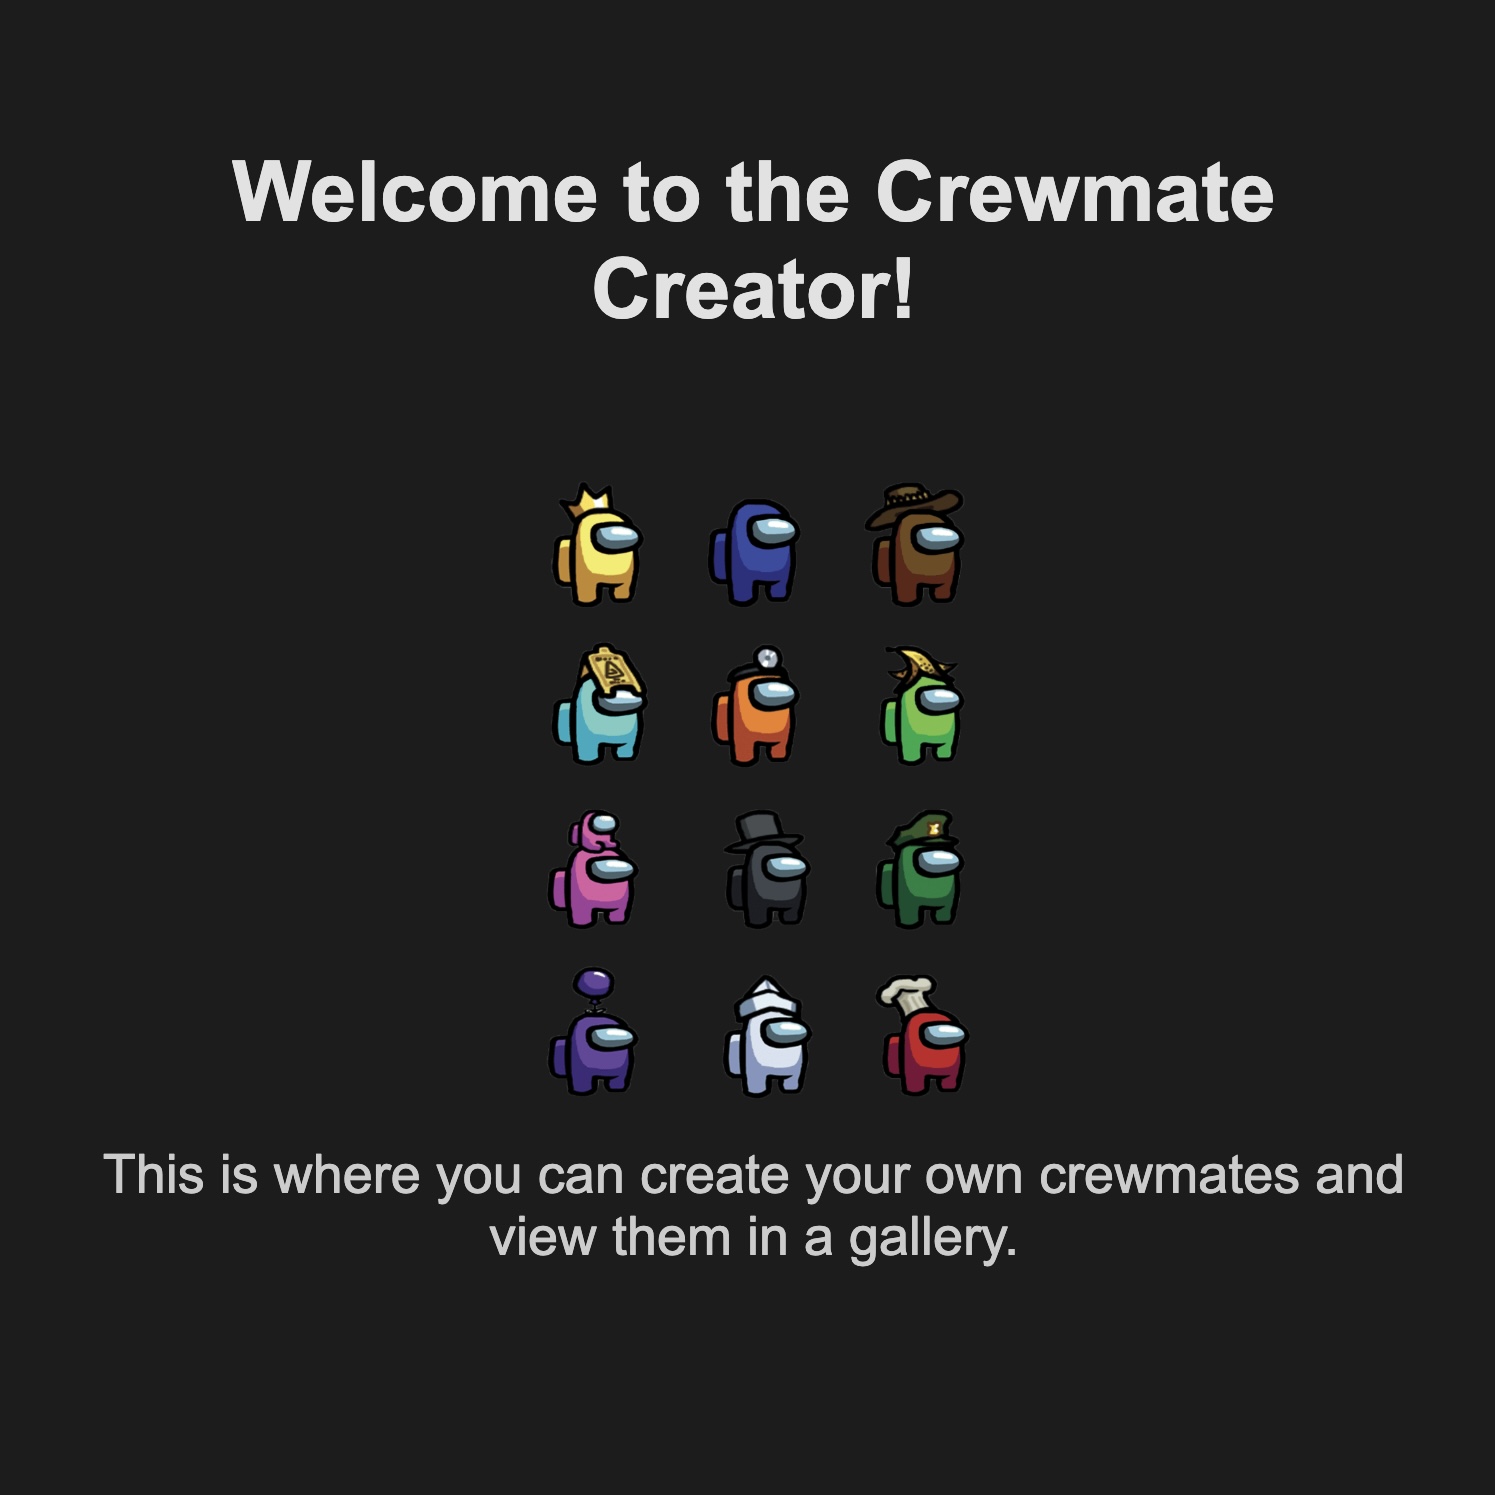 Welcome to the Crewmate
Creator!
This is where you can create your own crewmates and
view them in a gallery.